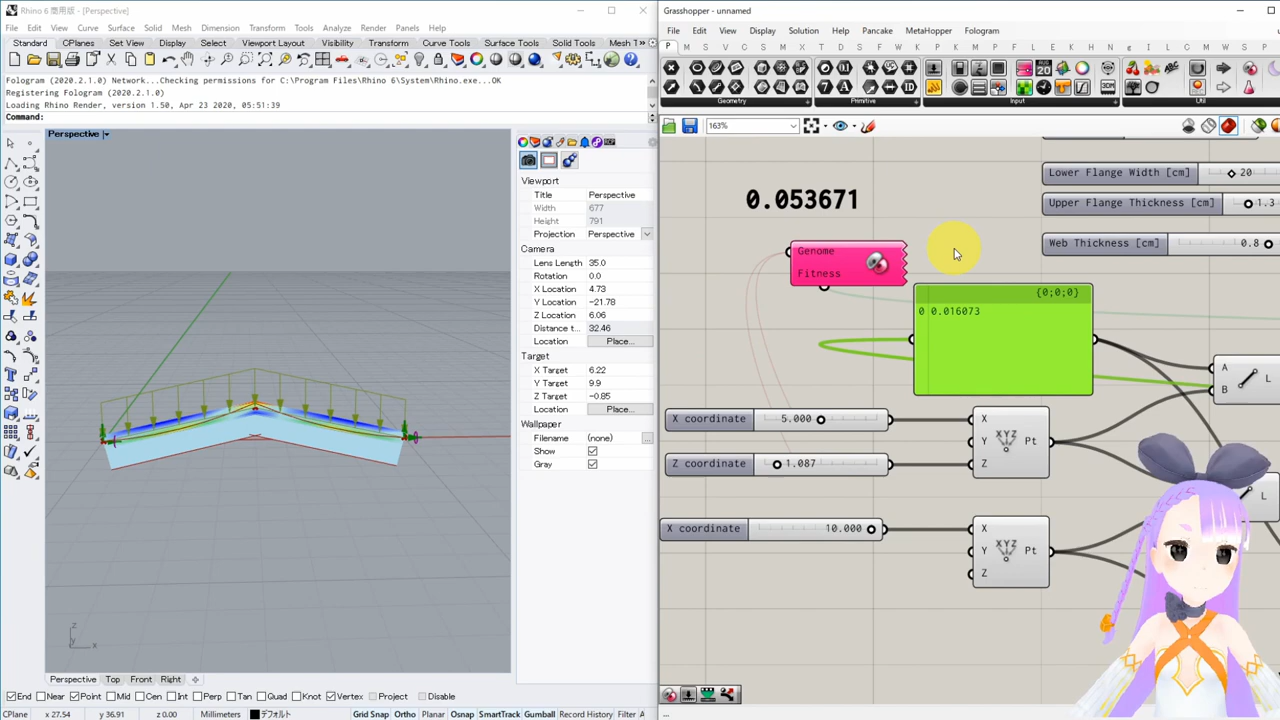 Rhino 6 商用版 - [Perspective]
File Edit View Curve Surface Solid Mesh Dimension Transform Tools Analyze Render Panels Help
Standard CPlanes Set View Display Select Viewport Layout Visibility Transform Curve Tools Surface Tools Solid Tools Mesh T
Fologram (2020.2.1.0) Network...Checking permissions for C:\Program Files\Rhino 6\System\Rhino.exe...OK
Registering Fologram (2020.2.1.0)
Loading Rhino Render, version 1.50, Apr 23 2020, 05:51:39
Command:
Perspective
z
y
x
Perspective Top Front Right
End Near Point Mid Cen Int Perp Tan Quad Knot Vertex Project Disable
CPlane x 27.54 y 36.91 z 0.00 Millimeters デフォルト Grid Snap Ortho Planar Osnap SmartTrack Gumball Record History Filter
Viewport
Title Perspective
Width 677
Height 791
Projection Perspective
Camera
Lens Length 35.0
Rotation 0.0
X Location 4.73
Y Location -21.78
Z Location 6.06
Distance t... 32.46
Location Place...
Target
X Target 6.22
Y Target 9.9
Z Target -0.85
Location Place...
Wallpaper
Filename (none) ...
Show
Gray
Grasshopper - unnamed
File Edit View Display Solution Help Pancake MetaHopper Fologram
Geometry Primitive Input Util
163%
Lower Flange Width [cm] 20
Upper Flange Thickness [cm] 1.3
Web Thickness [cm] 0.8
0.053671
Genome
Fitness
{0;0;0}
0 0.016073
A
B
L
X coordinate 5.000
Z coordinate 1.087
X
Y
Z
XYZ
Pt
L
X coordinate 10.000
X
Y
Z
XYZ
Pt
...